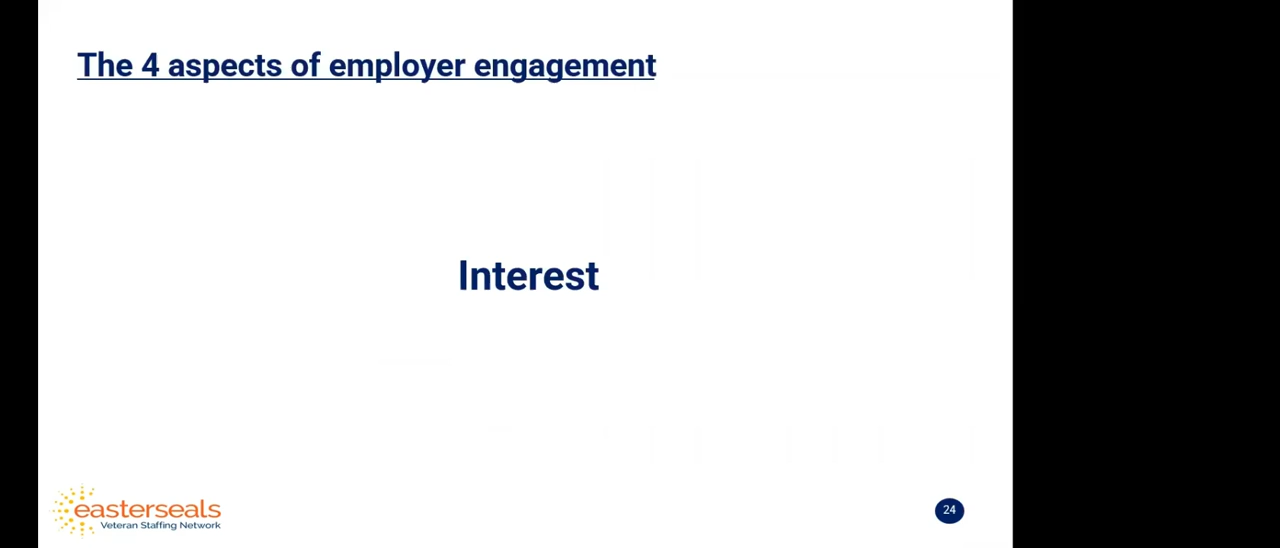 The 4 aspects of employer engagement
Interest
easterseals
Veteran Staffing Network
24